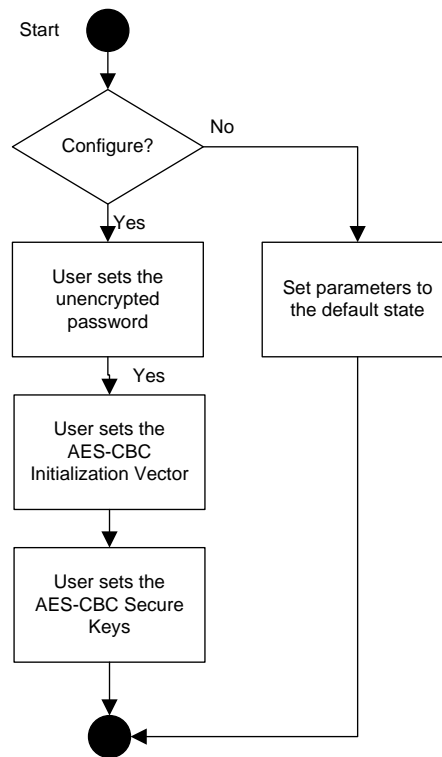 Start
Configure?
No
Yes
User sets the
unencrypted
password
Set parameters to
the default state
Yes
User sets the
AES-CBC
Initialization Vector
User sets the
AES-CBC Secure
Keys